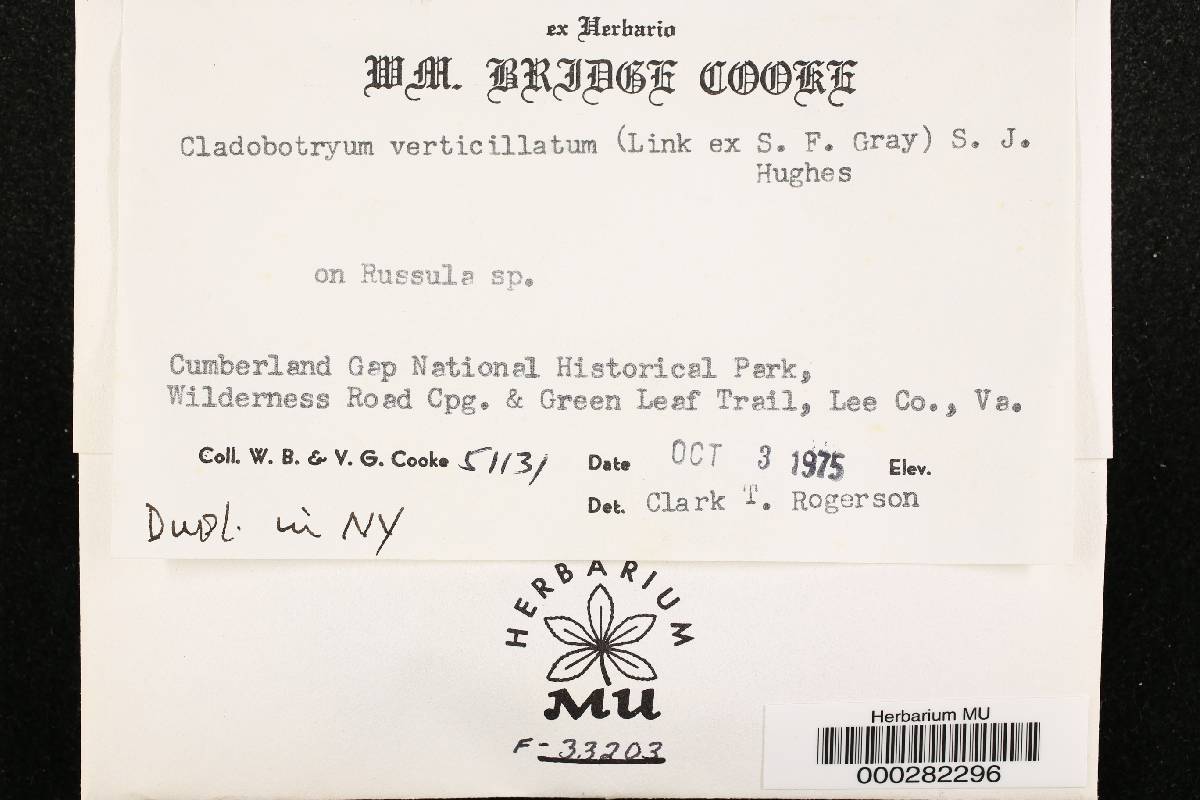 ex Herbario
WM. BRIDGE COOKE
Cladobotryum verticillatum (Link ex S. F. Gray) S. J.
Hughes
on Russula sp.
Cumberland Gap National Historical Park,
Wilderness Road Cpg. & Green Leaf Trail, Lee Co., Va.
Coll. W. B. & V. G. Cooke 51131 Date OCT 3 1975 Elev.
Det. Clark T. Rogerson
Dupl. in NY
HERBARIUM
MU
F-33203
Herbarium MU
000282296